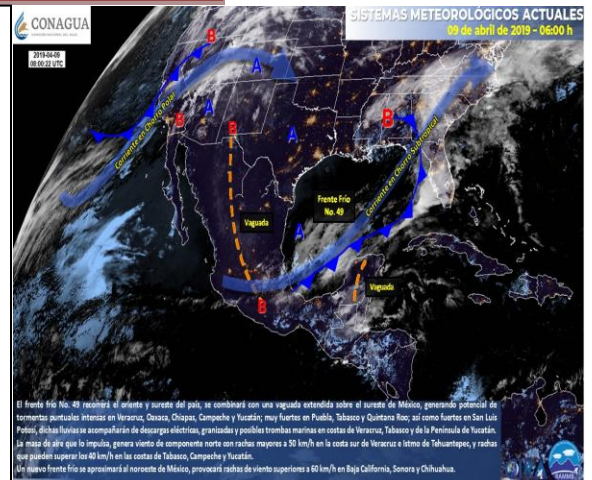 CONAGUA
COMISIÓN NACIONAL DEL AGUA
SISTEMAS METEOROLÓGICOS ACTUALES
09 de abril de 2019 – 06:00 h
2019-04-09
08:00:22 UTC
B
A
Corriente en Chorro Polar
A
B
B
A
B
Corriente en Chorro Subtropical
Frente Frío
No. 49
Vaguada
A
Vaguada
B
El frente frío No. 49 recorrerá el oriente y sureste del país, se combinará con una vaguada extendida sobre el sureste de México, generando potencial de
tormentas puntuales intensas en Veracruz, Oaxaca, Chiapas, Campeche y Yucatán; muy fuertes en Puebla, Tabasco y Quintana Roo; así como fuertes en San Luis
Potosí, dichas lluvias se acompañarán de descargas eléctricas, granizadas y posibles trombas marinas en costas de Veracruz, Tabasco y de la Península de Yucatán.
La masa de aire que lo impulsa, genera viento de componente norte con rachas mayores a 50 km/h en la costa sur de Veracruz e Istmo de Tehuantepec, y rachas
que pueden superar los 40 km/h en las costas de Tabasco, Campeche y Yucatán.
Un nuevo frente frío se aproximará al noroeste de México, provocará rachas de viento superiores a 60 km/h en Baja California, Sonora y Chihuahua.